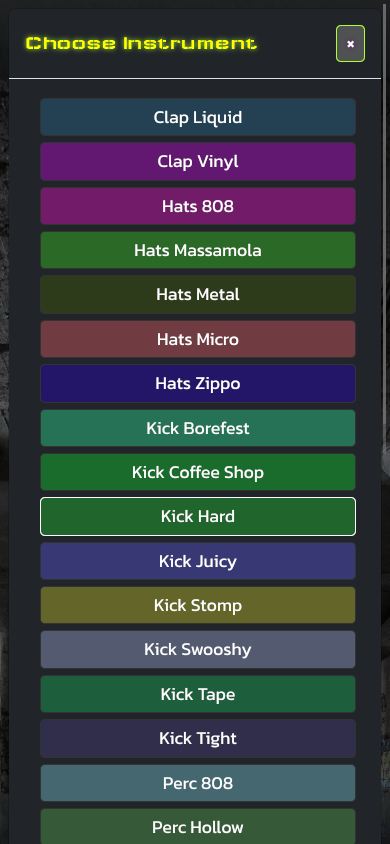 Choose Instrument
×
Clap Liquid
Clap Vinyl
Hats 808
Hats Massamola
Hats Metal
Hats Micro
Hats Zippo
Kick Borefest
Kick Coffee Shop
Kick Hard
Kick Juicy
Kick Stomp
Kick Swooshy
Kick Tape
Kick Tight
Perc 808
Perc Hollow